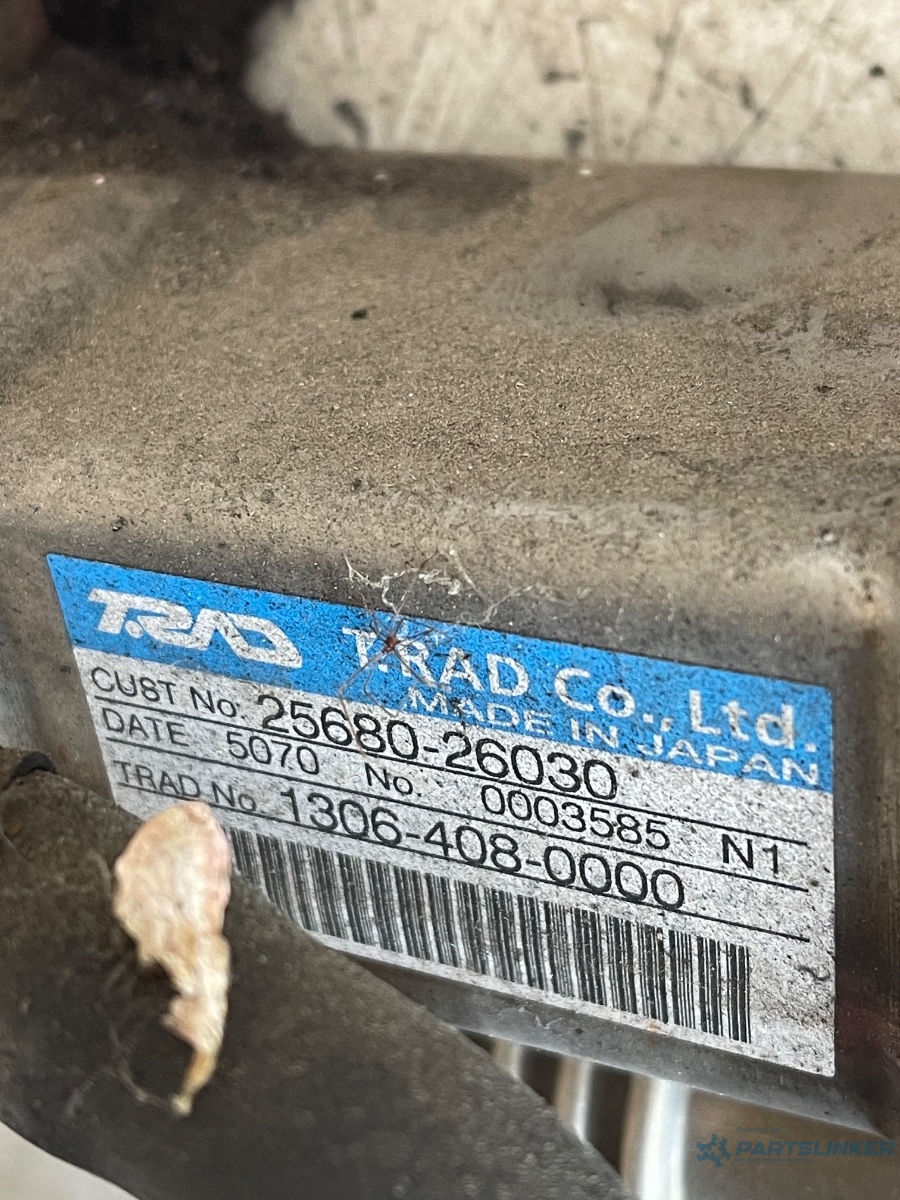 T.RAD T.RAD Co., Ltd.
MADE IN JAPAN
CUST No. 25680-26030
DATE 5070 No. 0003585 N1
TRAD No. 1306-408-0000
PARTSLINKER